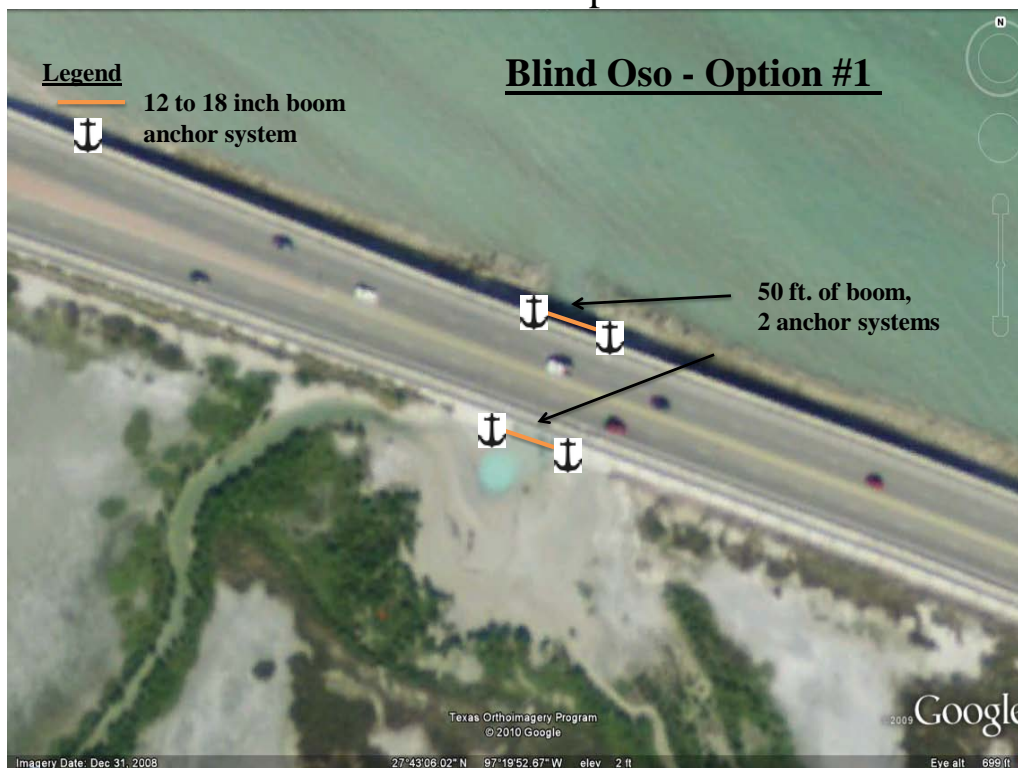 Blind Oso - Option #1
Legend
12 to 18 inch boom
anchor system
50 ft. of boom,
2 anchor systems
N
Texas Orthoimagery Program
© 2010 Google
2009 Google
Imagery Date: Dec 31, 2008 27°43'06.02" N 97°19'52.67" W elev 2 ft Eye alt 699 ft